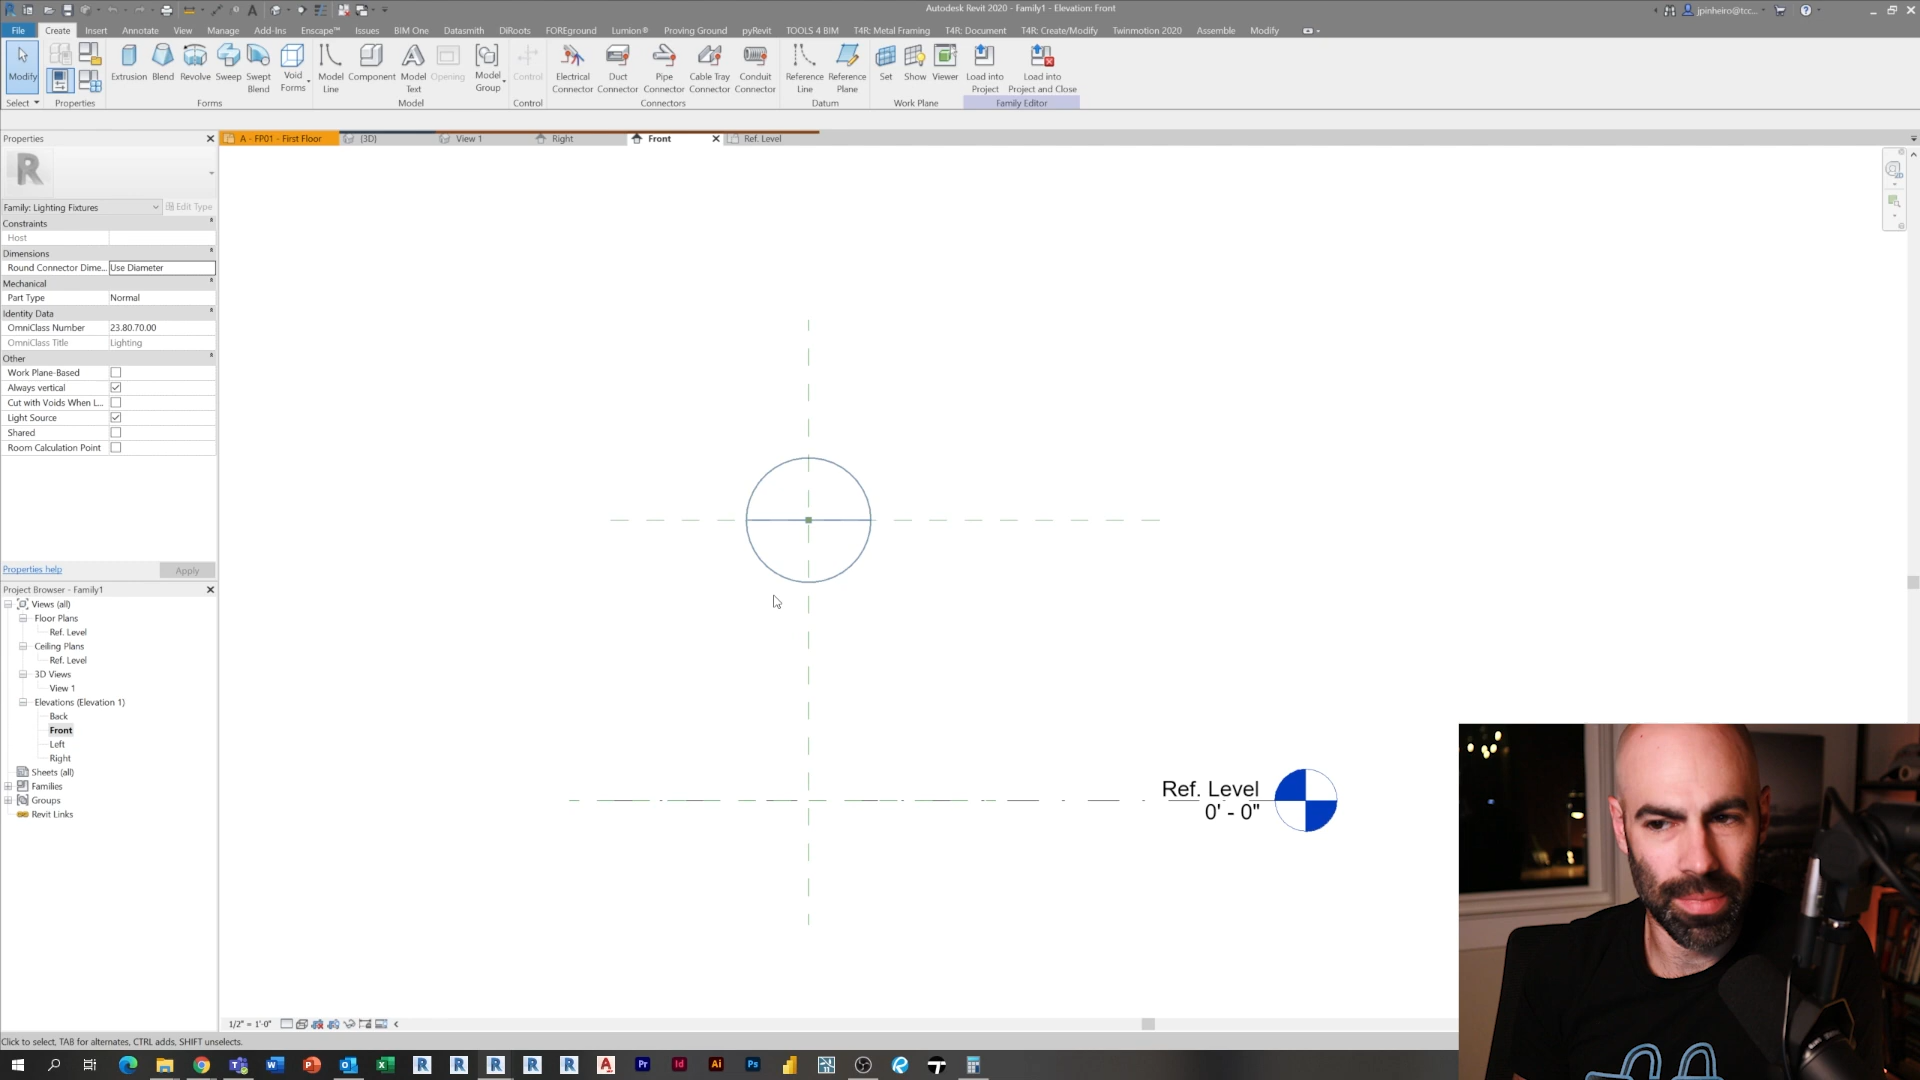 Autodesk Revit 2020 - Family1 - Elevation: Front
jpinheiro@tcc...
File Create Insert Annotate View Manage Add-Ins Enscape™ Issues BIM One Datasmith DiRoots FOREground Lumion® Proving Ground pyRevit TOOLS 4 BIM T4R: Metal Framing T4R: Document T4R: Create/Modify Twinmotion 2020 Assemble Modify
Modify
Extrusion Blend Revolve Sweep Swept Blend Void Forms
Model Line Component Model Text Opening Model Group Control
Electrical Connector Duct Connector Pipe Connector Cable Tray Connector Conduit Connector
Reference Line Reference Plane Set Show Viewer Load into Project Load into Project and Close
Select Properties Forms Model Control Connectors Datum Work Plane Family Editor
Properties
A - FP01 - First Floor (3D) View 1 Right Front Ref. Level
R
Family: Lighting Fixtures Edit Type
Constraints
Host
Dimensions
Round Connector Dime... Use Diameter
Mechanical
Part Type Normal
Identity Data
OmniClass Number 23.80.70.00
OmniClass Title Lighting
Other
Work Plane-Based
Always vertical
Cut with Voids When L...
Light Source
Shared
Room Calculation Point
Properties help Apply
Project Browser - Family1
Views (all)
Floor Plans
Ref. Level
Ceiling Plans
Ref. Level
3D Views
View 1
Elevations (Elevation 1)
Back
Front
Left
Right
Sheets (all)
Families
Groups
Revit Links
Ref. Level
0' - 0"
1/2" = 1'-0"
Click to select, TAB for alternates, CTRL adds, SHIFT unselects.